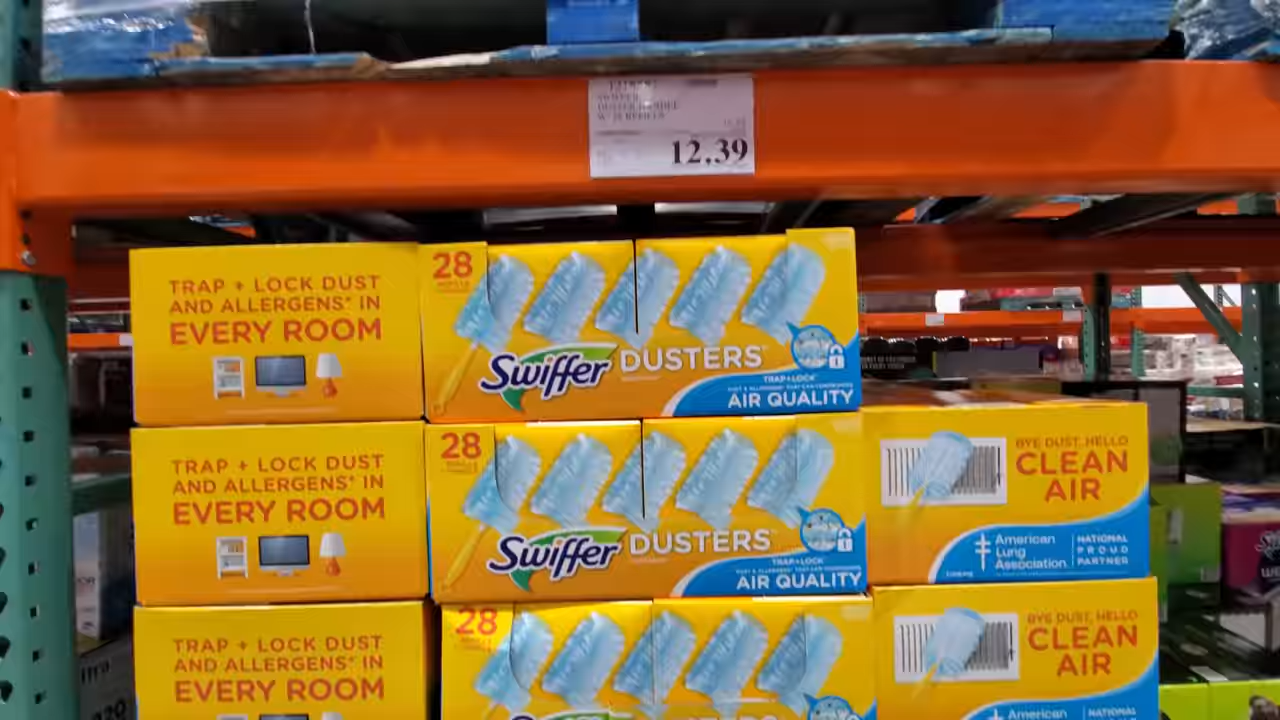 12.39
TRAP + LOCK DUST
AND ALLERGENS* IN
EVERY ROOM
28
Swiffer DUSTERS
TRAP+LOCK
AIR QUALITY
TRAP + LOCK DUST
AND ALLERGENS* IN
EVERY ROOM
28
Swiffer DUSTERS
TRAP+LOCK
AIR QUALITY
BYE DUST, HELLO
CLEAN
AIR
American
Lung
Association
NATIONAL
PROUD
PARTNER
TRAP + LOCK DUST
AND ALLERGENS* IN
EVERY ROOM
28
DUSTERS
BYE DUST, HELLO
CLEAN
AIR
American
NATIONAL